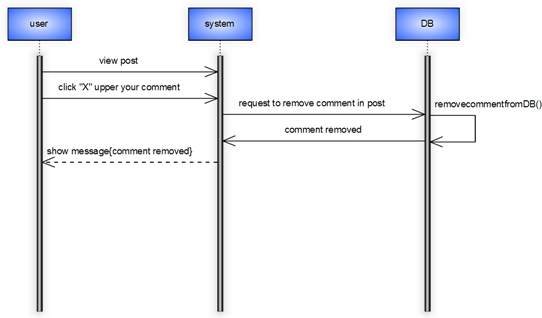 user
system
DB
view post
click "X" upper your comment
request to remove comment in post
removecommentfromDB()
comment removed
show message{comment removed}